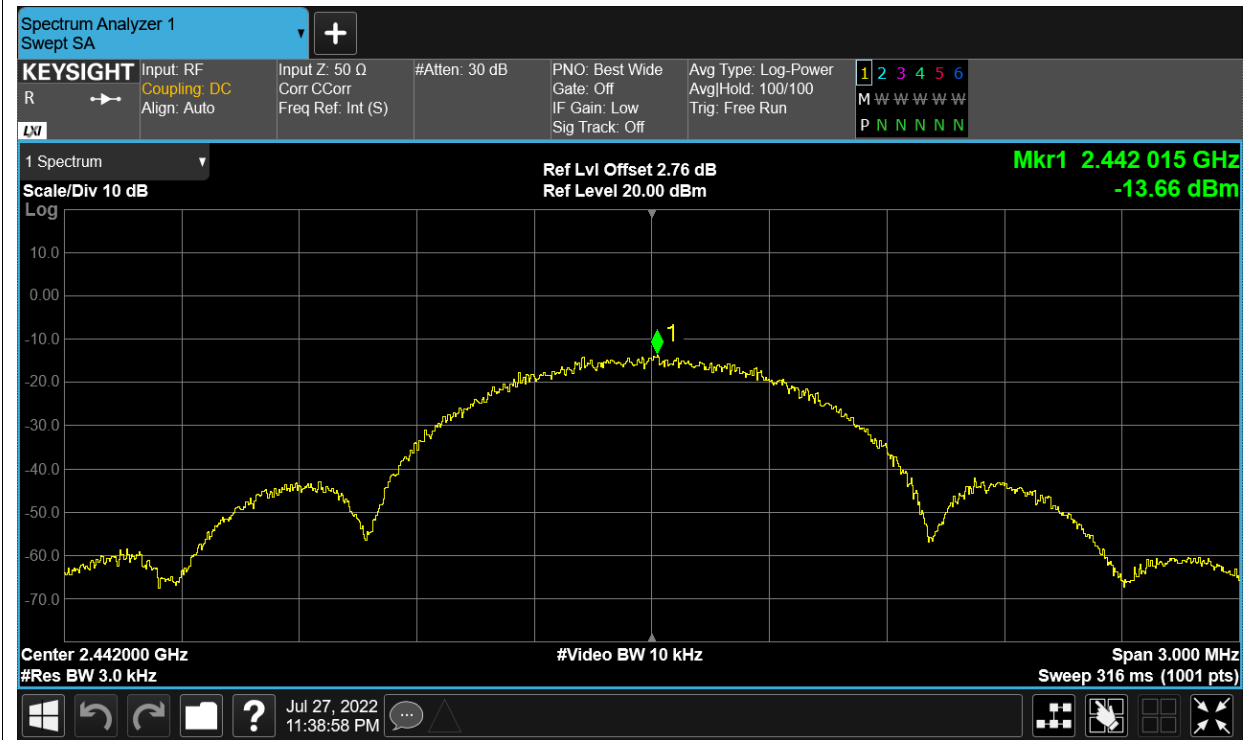 Spectrum Analyzer 1
Swept SA
KEYSIGHT
R
LXI
Input: RF
Coupling: DC
Align: Auto
Input Z: 50 Ω
Corr CCorr
Freq Ref: Int (S)
#Atten: 30 dB
PNO: Best Wide
Gate: Off
IF Gain: Low
Sig Track: Off
Avg Type: Log-Power
Avg|Hold: 100/100
Trig: Free Run
1 2 3 4 5 6
M W W W W W
P N N N N N
1 Spectrum
Scale/Div 10 dB
Ref Lvl Offset 2.76 dB
Ref Level 20.00 dBm
Mkr1 2.442 015 GHz
-13.66 dBm
Log
10.0
0.00
-10.0
-20.0
-30.0
-40.0
-50.0
-60.0
-70.0
1
Center 2.442000 GHz
#Res BW 3.0 kHz
#Video BW 10 kHz
Span 3.000 MHz
Sweep 316 ms (1001 pts)
?
Jul 27, 2022
11:38:58 PM